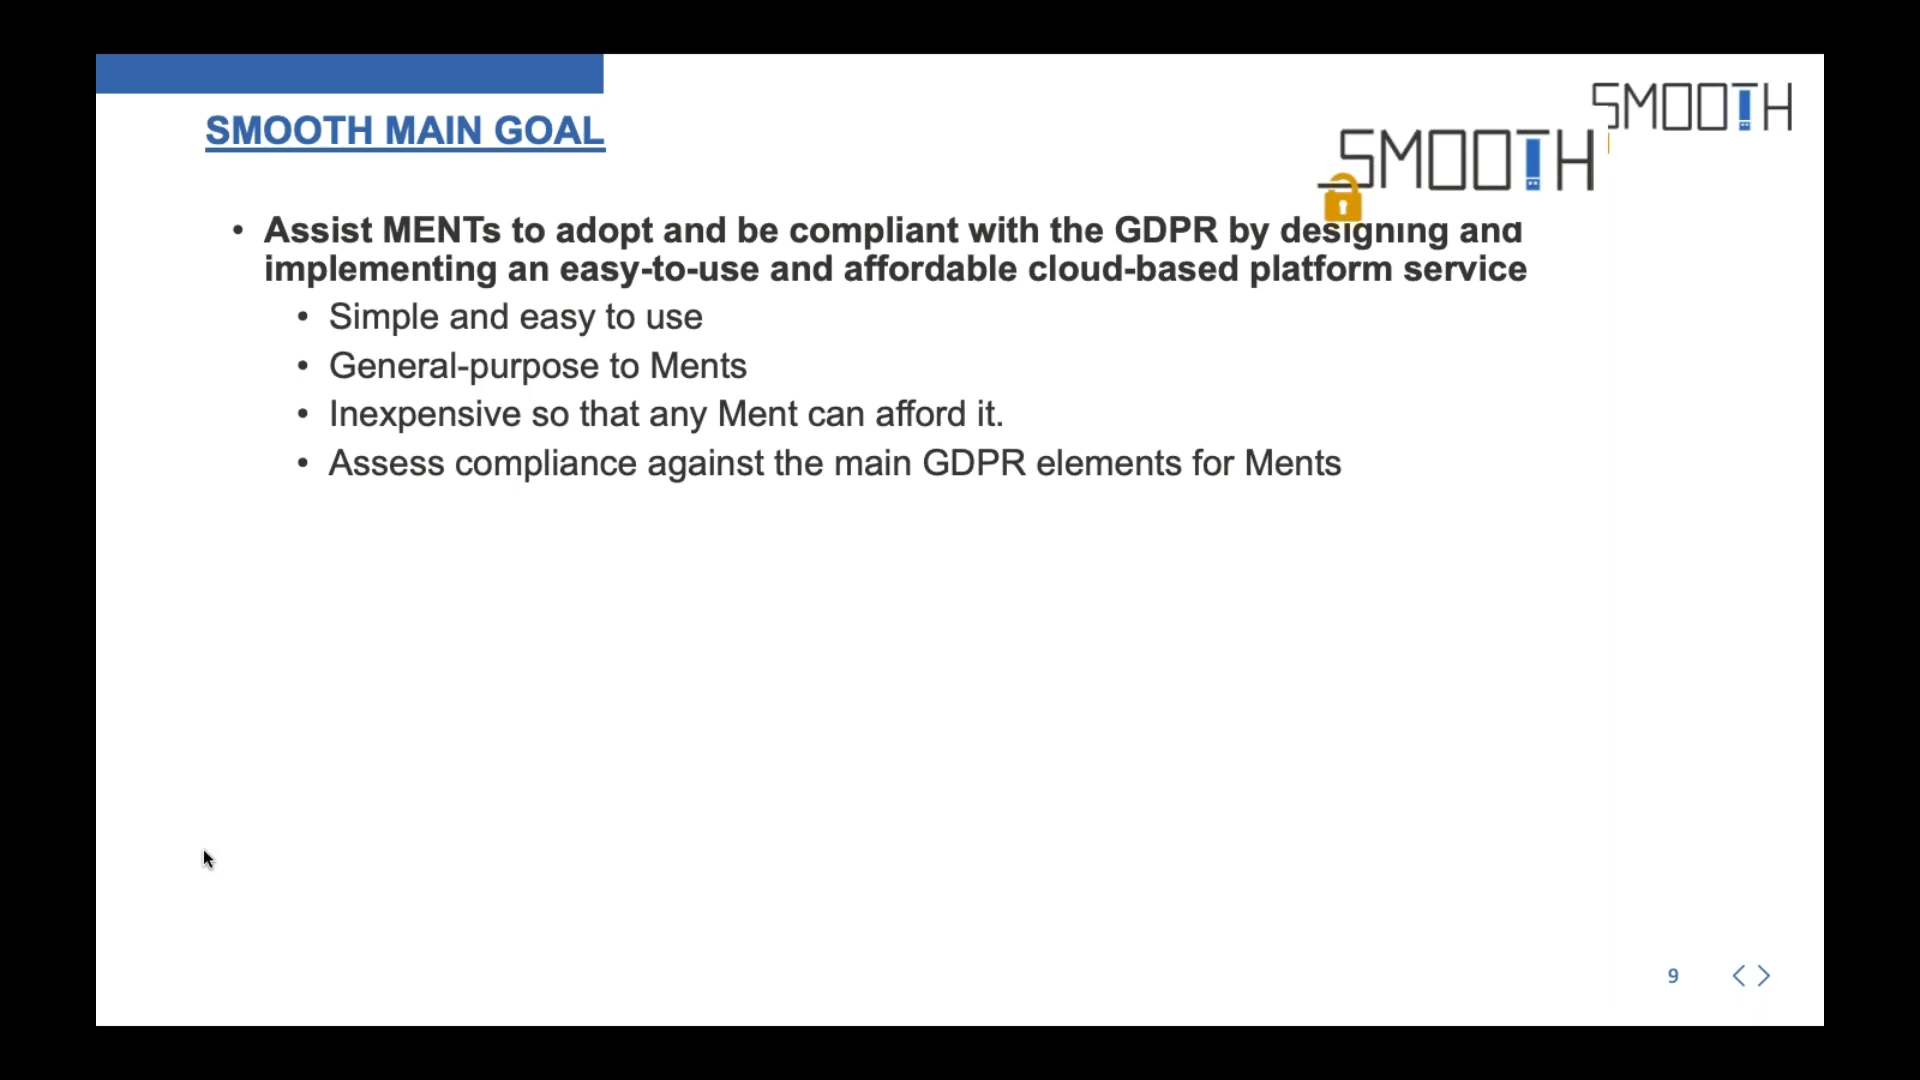 SMOOTH
SMOOTH MAIN GOAL
SMOOTH
• Assist MENTs to adopt and be compliant with the GDPR by designing and
implementing an easy-to-use and affordable cloud-based platform service
• Simple and easy to use
• General-purpose to Ments
• Inexpensive so that any Ment can afford it.
• Assess compliance against the main GDPR elements for Ments
9